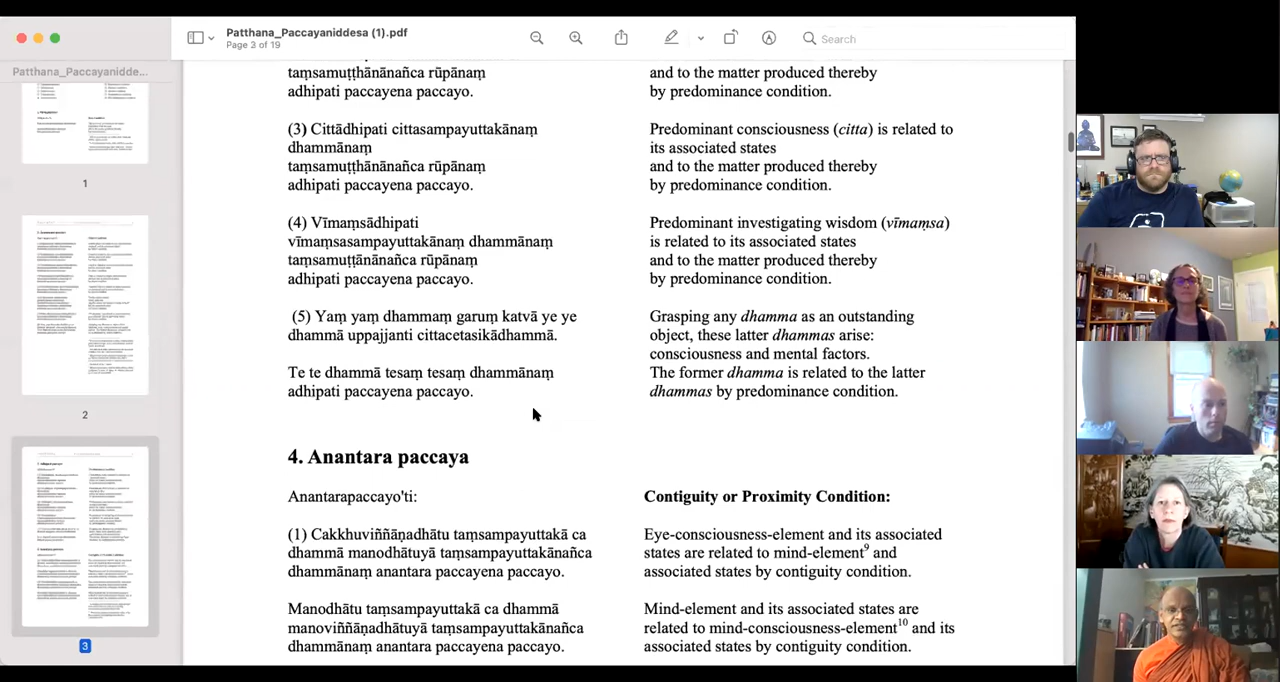 Patthana_Paccayaniddesa (1).pdf
Page 3 of 19
Search
Patthana_Paccayanidde...
1
2
3
taṃsamuṭṭhānānañca rūpānaṃ
adhipati paccayena paccayo.
(3) Cittādhipati cittasampayuttakānaṃ
dhammānaṃ
taṃsamuṭṭhānānañca rūpānaṃ
adhipati paccayena paccayo.
(4) Vīmaṃsādhipati
vīmaṃsasampayuttakānaṃ dhammānaṃ
taṃsamuṭṭānānañca rūpānaṃ
adhipati paccayena paccayo.
(5) Yaṃ yaṃ dhammaṃ garuṃ katvā ye ye
dhammā uppajjanti cittacetasikādhammā.
Te te dhammā tesaṃ tesaṃ dhammānaṃ
adhipati paccayena paccayo.
4. Anantara paccaya
Anantarapaccayo'ti:
(1) Cakkhuviññāṇadhātu taṃsampayuttakā ca
dhammā manodhātuyā taṃsampayuttakānañca
dhammānaṃ anantara paccayena paccayo
Manodhātu taṃsampayuttakā ca dhammā
manoviññāṇadhātuyā taṃsampayuttakānañca
dhammānaṃ anantara paccayena paccayo.
and to the matter produced thereby
by predominance condition.
Predominant consciousness (citta) is related to
its associated states
and to the matter produced thereby
by predominance condition.
Predominant investigating wisdom (vīmaṃsa)
is related to its associated states
and to the matter produced thereby
by predominance condition.
Grasping any dhamma as an outstanding
object, these latter dhammas arise:
consciousness and mental factors.
The former dhamma is related to the latter
dhammas by predominance condition.
Contiguity or Proximity Condition:
Eye-consciousness-element and its associated
states are related to mind-element9 and
associated states by contiguity condition.
Mind-element and its associated states are
related to mind-consciousness-element10 and its
associated states by contiguity condition.